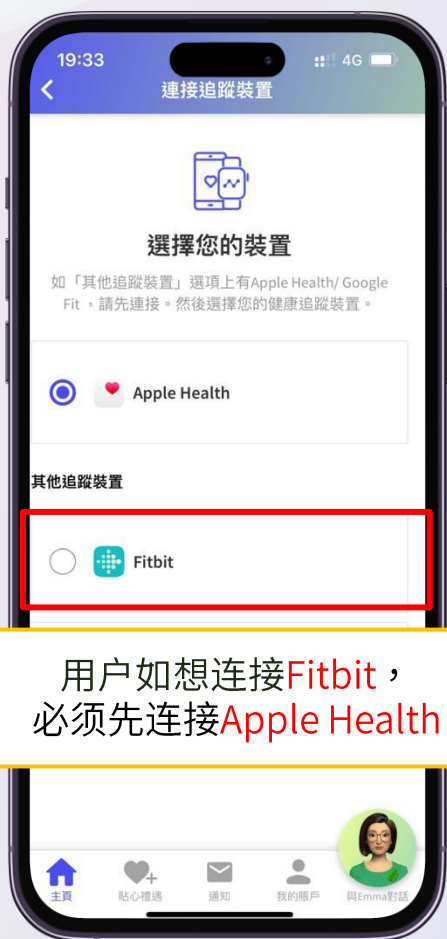 19:33
4G
連接追蹤裝置
選擇您的裝置
如「其他追蹤裝置」選項上有Apple Health/ Google
Fit ，請先連接。然後選擇您的健康追蹤裝置。
Apple Health
其他追蹤裝置
Fitbit
用户如想连接Fitbit，
必须先连接Apple Health
主頁
貼心禮遇
通知
我的賬戶
與Emma對話